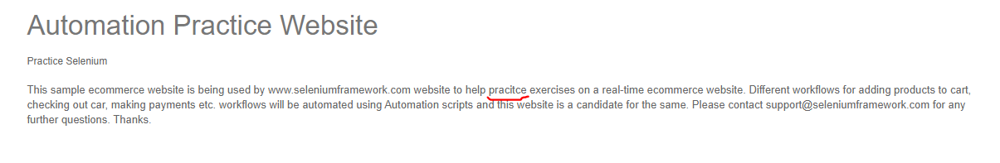 Automation Practice Website
Practice Selenium
This sample ecommerce website is being used by www.seleniumframework.com website to help pracitce exercises on a real-time ecommerce website. Different workflows for adding products to cart,
checking out car, making payments etc. workflows will be automated using Automation scripts and this website is a candidate for the same. Please contact support@seleniumframework.com for any
further questions. Thanks.